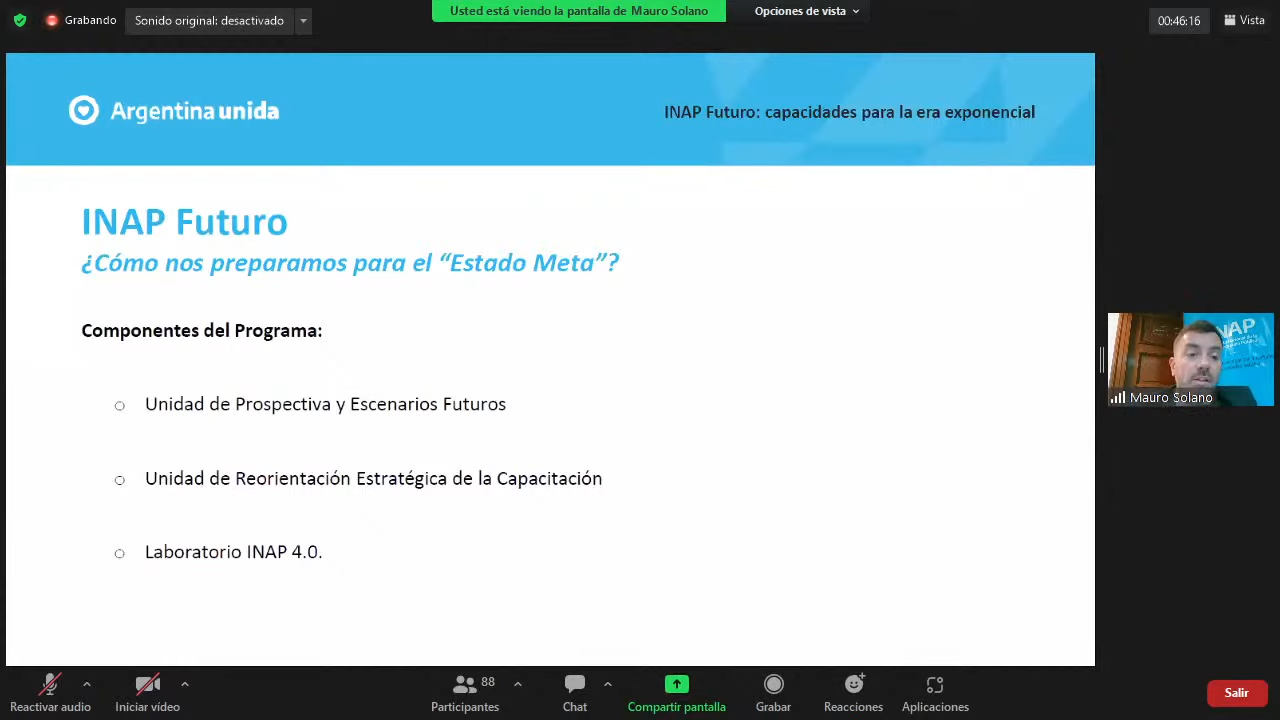 Grabando
Sonido original: desactivado
Usted está viendo la pantalla de Mauro Solano
Opciones de vista
00:46:16
Vista
Argentina unida
INAP Futuro: capacidades para la era exponencial
INAP Futuro
¿Cómo nos preparamos para el “Estado Meta”?
Componentes del Programa:
Unidad de Prospectiva y Escenarios Futuros
Unidad de Reorientación Estratégica de la Capacitación
Laboratorio INAP 4.0.
Mauro Solano
Reactivar audio
Iniciar vídeo
88
Participantes
Chat
Compartir pantalla
Grabar
Reacciones
Aplicaciones
Salir